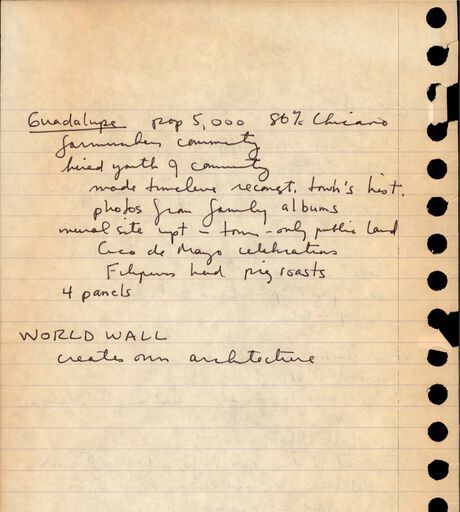 Guadalupe pop 5,000 80% Chicano
farmworkers community
hired youth of community
made timeline reconst. town's hist.
photos from family albums
mural site impt - town - only public land
Cinco de Mayo celebrations
Filipinos had pig roasts
4 panels
WORLD WALL
creates own architecture